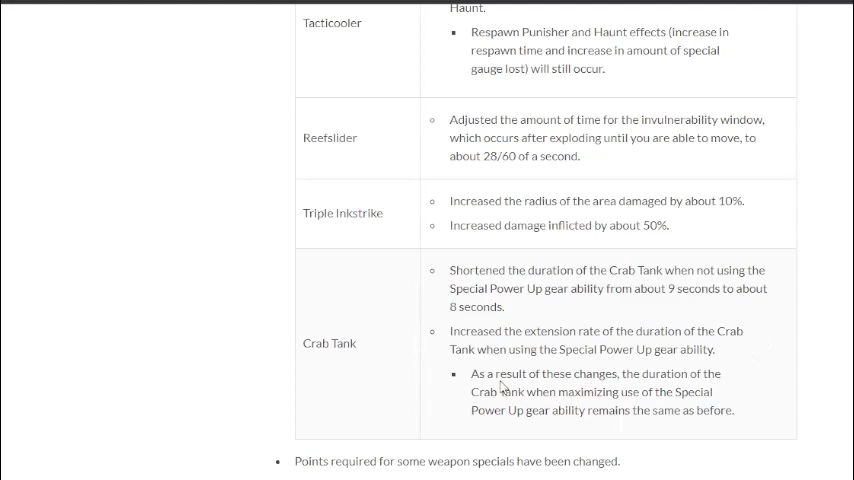 Haunt.
Tacticooler
Respawn Punisher and Haunt effects (increase in
respawn time and increase in amount of special
gauge lost) will still occur.
Reefslider
Adjusted the amount of time for the invulnerability window,
which occurs after exploding until you are able to move, to
about 28/60 of a second.
Triple Inkstrike
Increased the radius of the area damaged by about 10%.
Increased damage inflicted by about 50%.
Crab Tank
Shortened the duration of the Crab Tank when not using the
Special Power Up gear ability from about 9 seconds to about
8 seconds.
Increased the extension rate of the duration of the Crab
Tank when using the Special Power Up gear ability.
As a result of these changes, the duration of the
Crab Tank when maximizing use of the Special
Power Up gear ability remains the same as before.
Points required for some weapon specials have been changed.